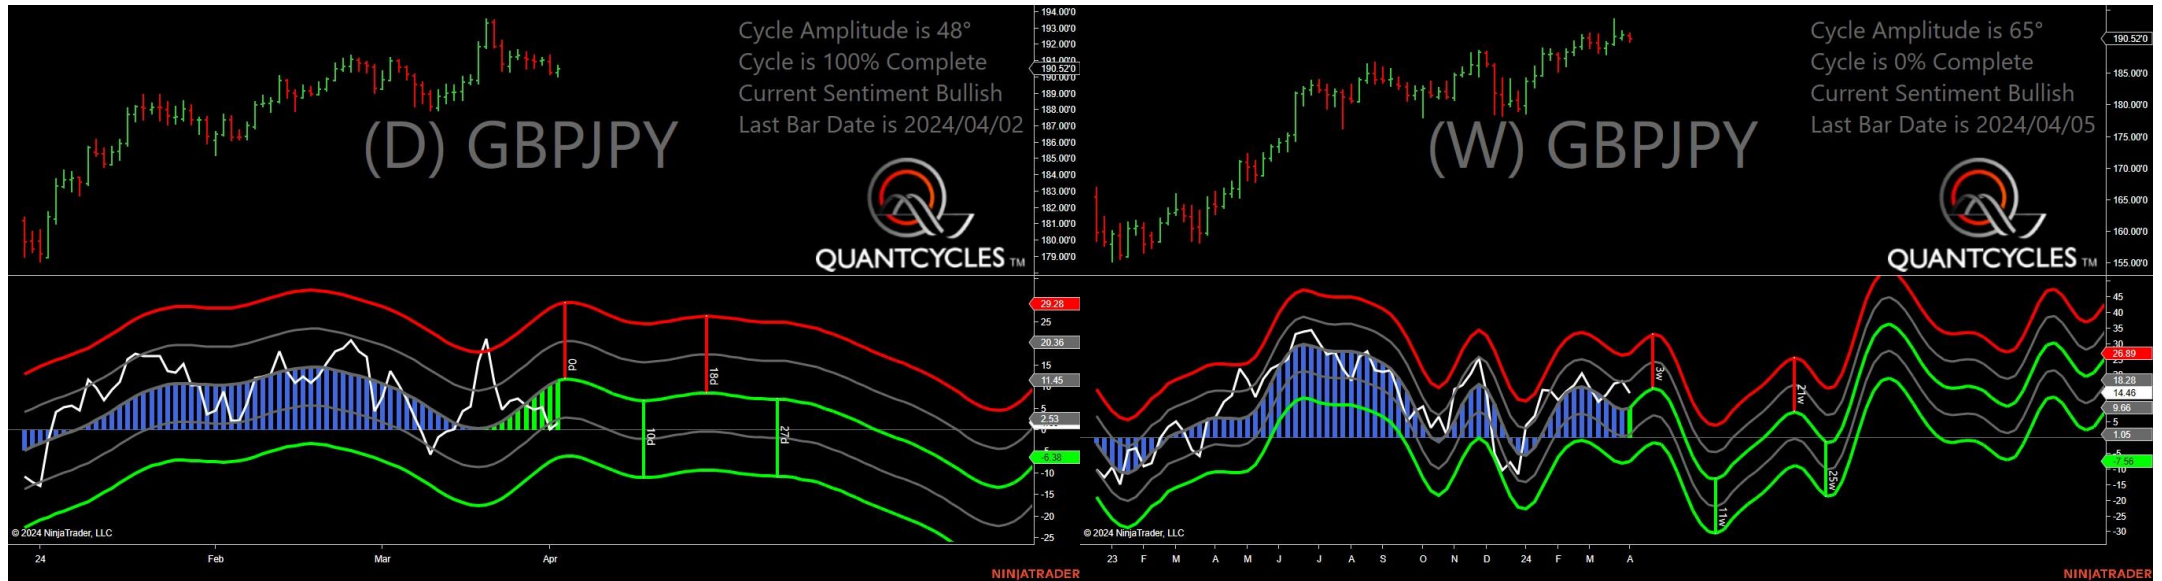 Cycle Amplitude is 48°
Cycle is 100% Complete
Current Sentiment Bullish
Last Bar Date is 2024/04/02
(D) GBPJPY
QUANTCYCLES TM
194.00'0
193.00'0
192.00'0
191.00'0
190.52'0
190.00'0
189.00'0
188.00'0
187.00'0
186.00'0
185.00'0
184.00'0
183.00'0
182.00'0
181.00'0
180.00'0
179.00'0
29.28
25
20.36
15
11.45
5
2.53
-6.38
-10
-15
-20
-25
0d
18d
10d
27d
© 2024 NinjaTrader, LLC
24 Feb Mar Apr
NINJATRADER
Cycle Amplitude is 65°
Cycle is 0% Complete
Current Sentiment Bullish
Last Bar Date is 2024/04/05
(W) GBPJPY
QUANTCYCLES TM
190.52'0
185.00'0
180.00'0
175.00'0
170.00'0
165.00'0
160.00'0
155.00'0
45
40
35
30
26.89
18.28
14.46
9.66
5
1.05
-7.56
-15
-20
-25
-30
3w
21w
11w
25w
© 2024 NinjaTrader, LLC
23 F M A M J J A S O N D 24 F M A
NINJATRADER